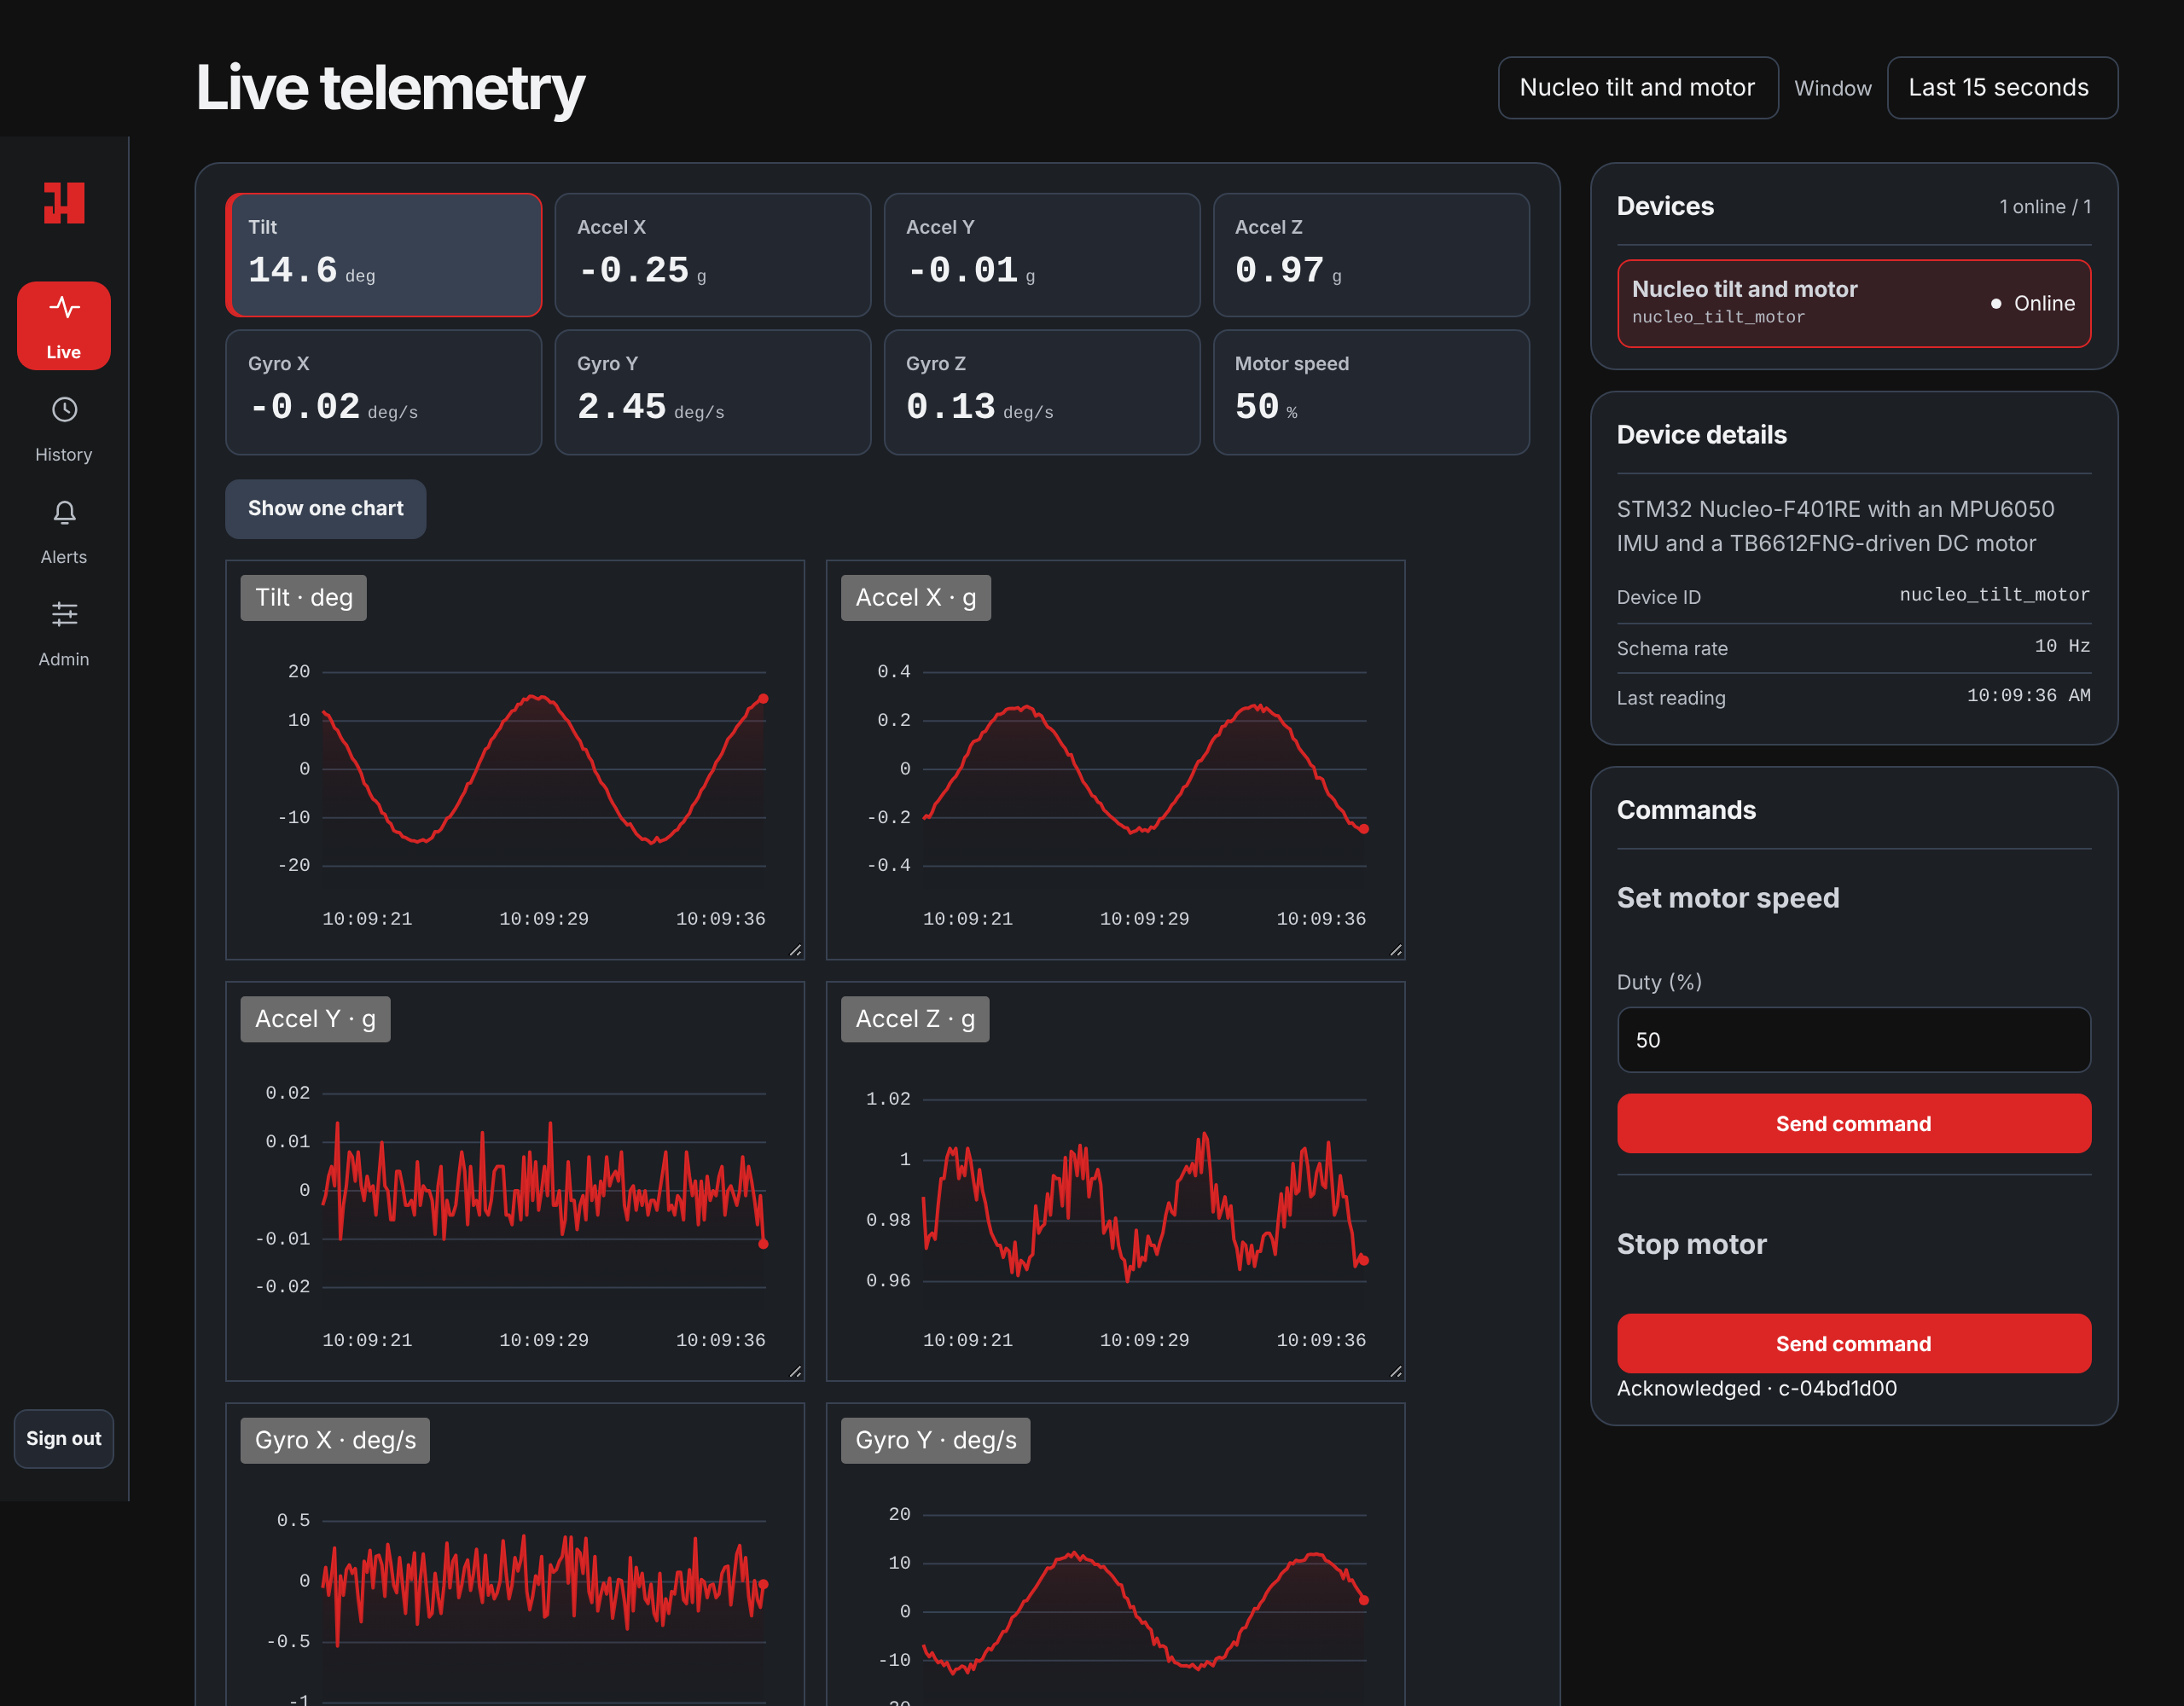 Live telemetry
Nucleo tilt and motor
Window
Last 15 seconds
Live
History
Alerts
Admin
Sign out
Tilt
14.6 deg
Accel X
-0.25 g
Accel Y
-0.01 g
Accel Z
0.97 g
Gyro X
-0.02 deg/s
Gyro Y
2.45 deg/s
Gyro Z
0.13 deg/s
Motor speed
50 %
Show one chart
Tilt · deg
20
10
0
-10
-20
10:09:21 10:09:29 10:09:36
Accel X · g
0.4
0.2
0
-0.2
-0.4
10:09:21 10:09:29 10:09:36
Accel Y · g
0.02
0.01
0
-0.01
-0.02
10:09:21 10:09:29 10:09:36
Accel Z · g
1.02
1
0.98
0.96
10:09:21 10:09:29 10:09:36
Gyro X · deg/s
0.5
0
-0.5
-1
Gyro Y · deg/s
20
10
0
-10
Devices
1 online / 1
Nucleo tilt and motor
nucleo_tilt_motor
Online
Device details
STM32 Nucleo-F401RE with an MPU6050
IMU and a TB6612FNG-driven DC motor
Device ID nucleo_tilt_motor
Schema rate 10 Hz
Last reading 10:09:36 AM
Commands
Set motor speed
Duty (%)
50
Send command
Stop motor
Send command
Acknowledged · c-04bd1d00